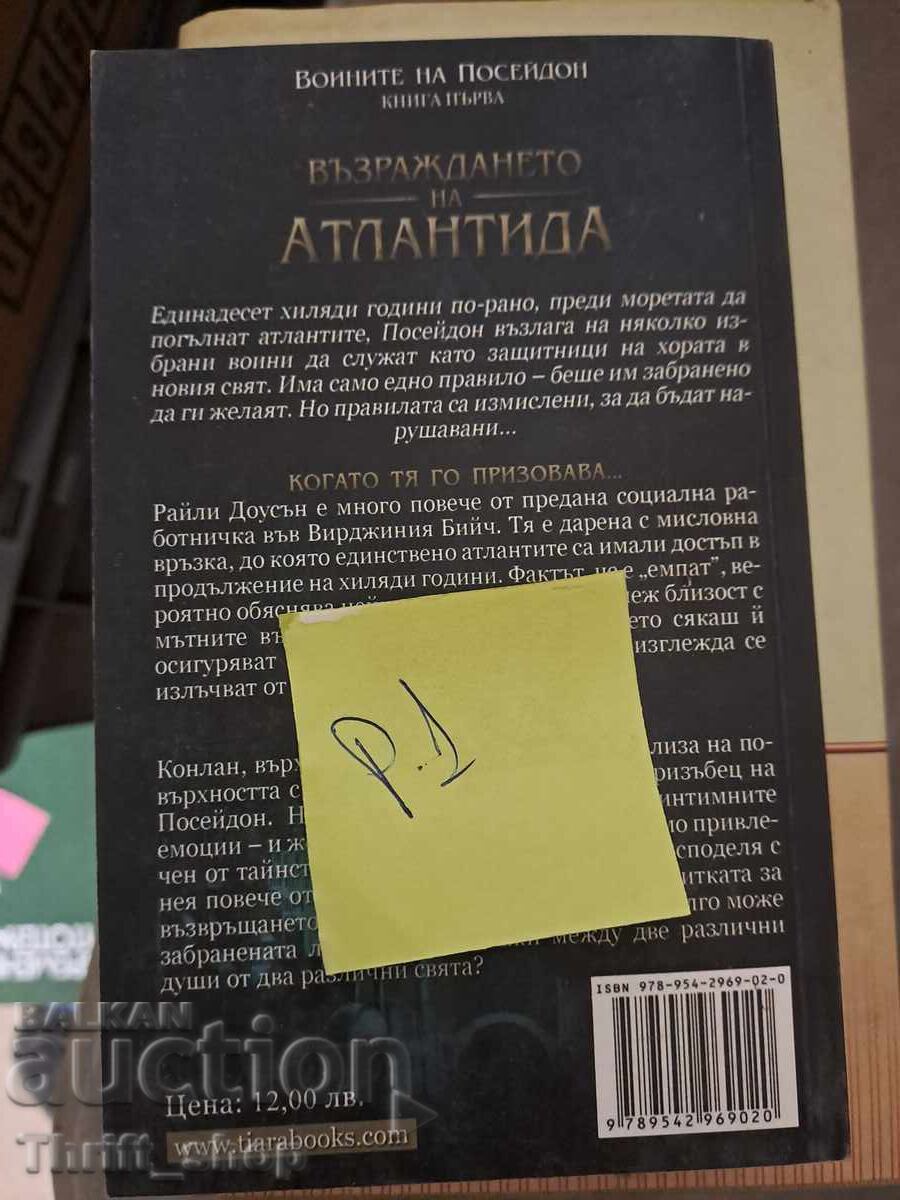 Воините на Посейдон
книга първа
Възраждането
на
Атлантида
Единадесет хиляди години по-рано, преди моретата да
погълнат атлантите, Посейдон възлага на няколко из-
брани воини да служат като защитници на хората в
новия свят. Има само едно правило – беше им забранено
да ги желаят. Но правилата са измислени, за да бъдат на-
рушавани...
когато тя го призовава...
Райли Доусън е много повече от предана социална ра-
ботничка във Вирджиния Бийч. Тя е дарена с мисловна
връзка, до която единствено атлантите са имали достъп в
продължение на хиляди години. Фактът, че е „емпат", ве-
роятно обяснява близост с
мътните сякаш й
осигуряват изглежда се
излъчват от
Конлан, на по-
върхността с на
Посейдон. интимните
емоции – и привле-
чен от споделя с
нея повече от за
възвръщането може
забранената между две различни
души от два различни свята?
P.1
ISBN 978-954-2969-02-0
9 789542 969020
Цена: 12,00 лв.
www.tiarabooks.com
BALKAN
auction
Thrift_shop